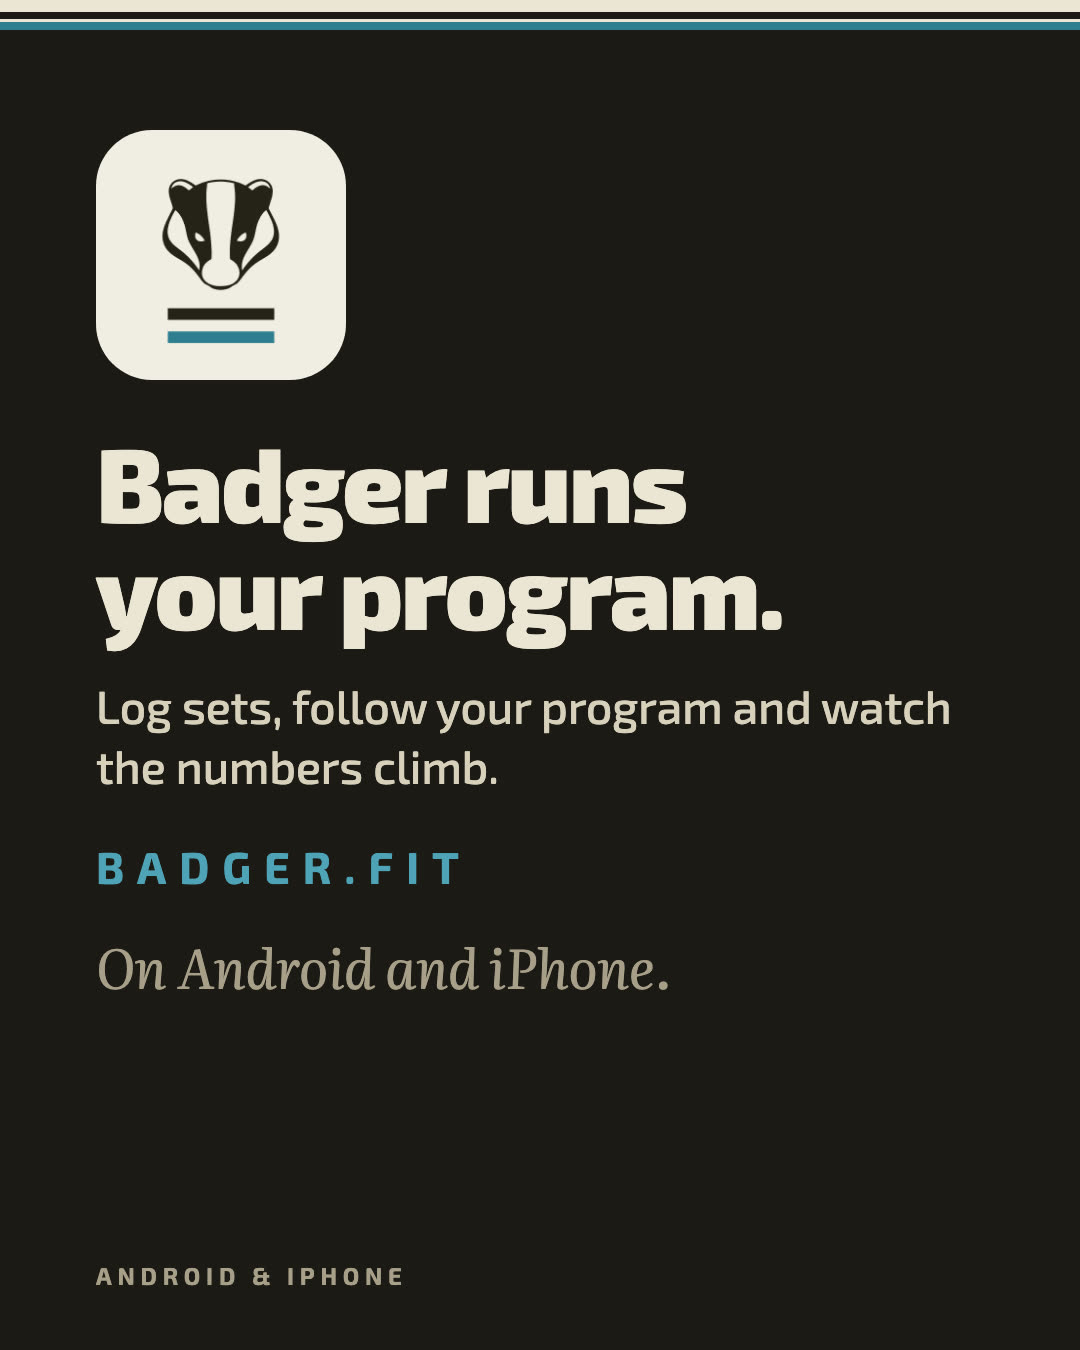 Badger runs
your program.
Log sets, follow your program and watch
the numbers climb.
BADGER.FIT
On Android and iPhone.
ANDROID & IPHONE